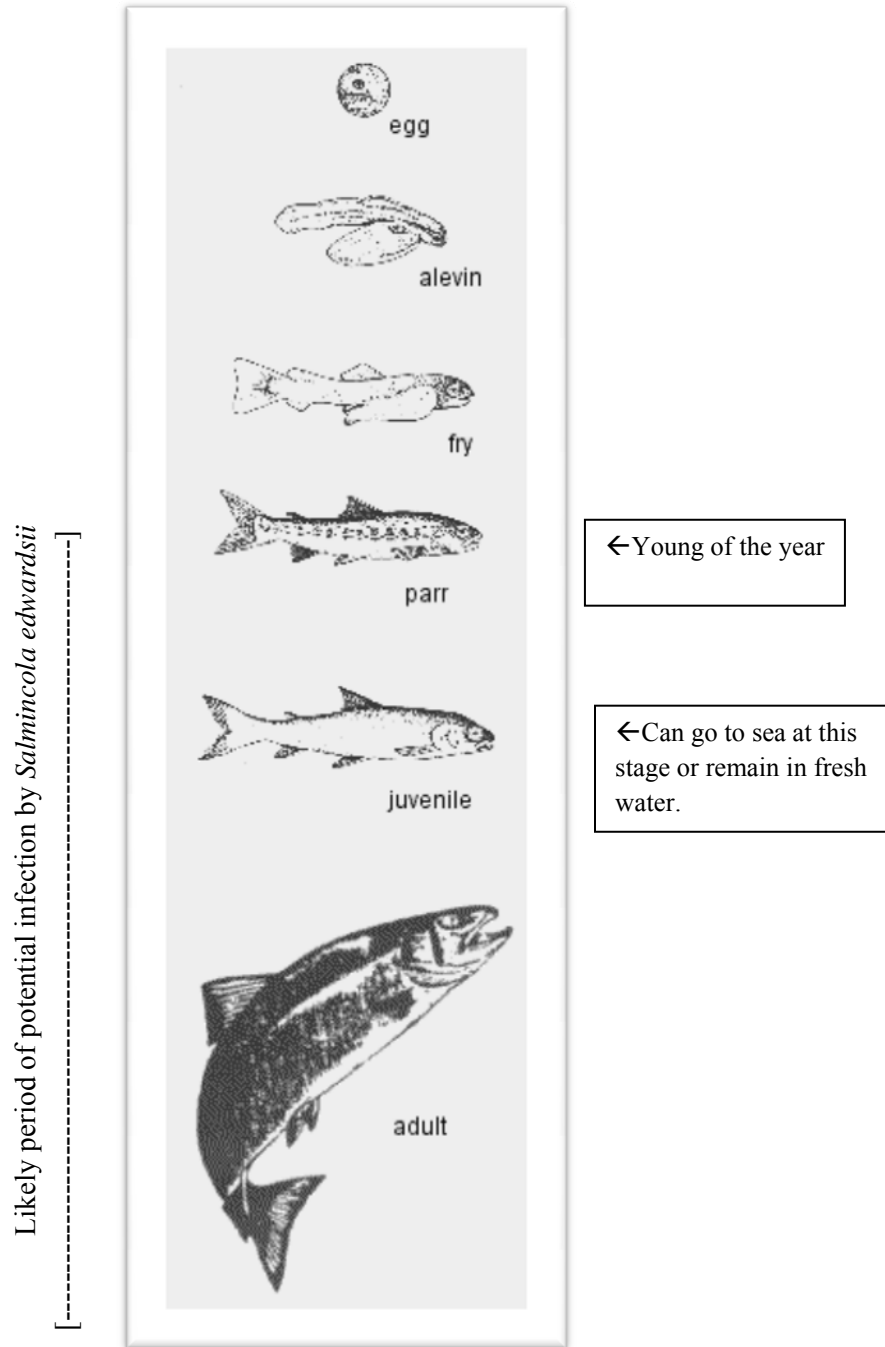 egg
alevin
fry
parr
juvenile
adult
Likely period of potential infection by Salmincola edwardsii
[--------------------------------------------------------------]
←Young of the year
←Can go to sea at this
stage or remain in fresh
water.